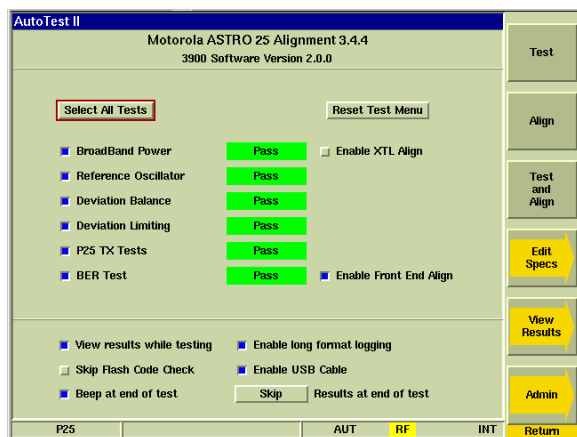 AutoTest II
Motorola ASTRO 25 Alignment 3.4.4
3900 Software Version 2.0.0
Select All Tests
Reset Test Menu
BroadBand Power
Pass
Enable XTL Align
Reference Oscillator
Pass
Deviation Balance
Pass
Deviation Limiting
Pass
P25 TX Tests
Pass
BER Test
Pass
Enable Front End Align
View results while testing
Enable long format logging
Skip Flash Code Check
Enable USB Cable
Beep at end of test
Skip
Results at end of test
P25
AUT
RF
INT
Test
Align
Test
and
Align
Edit
Specs
View
Results
Admin
Return